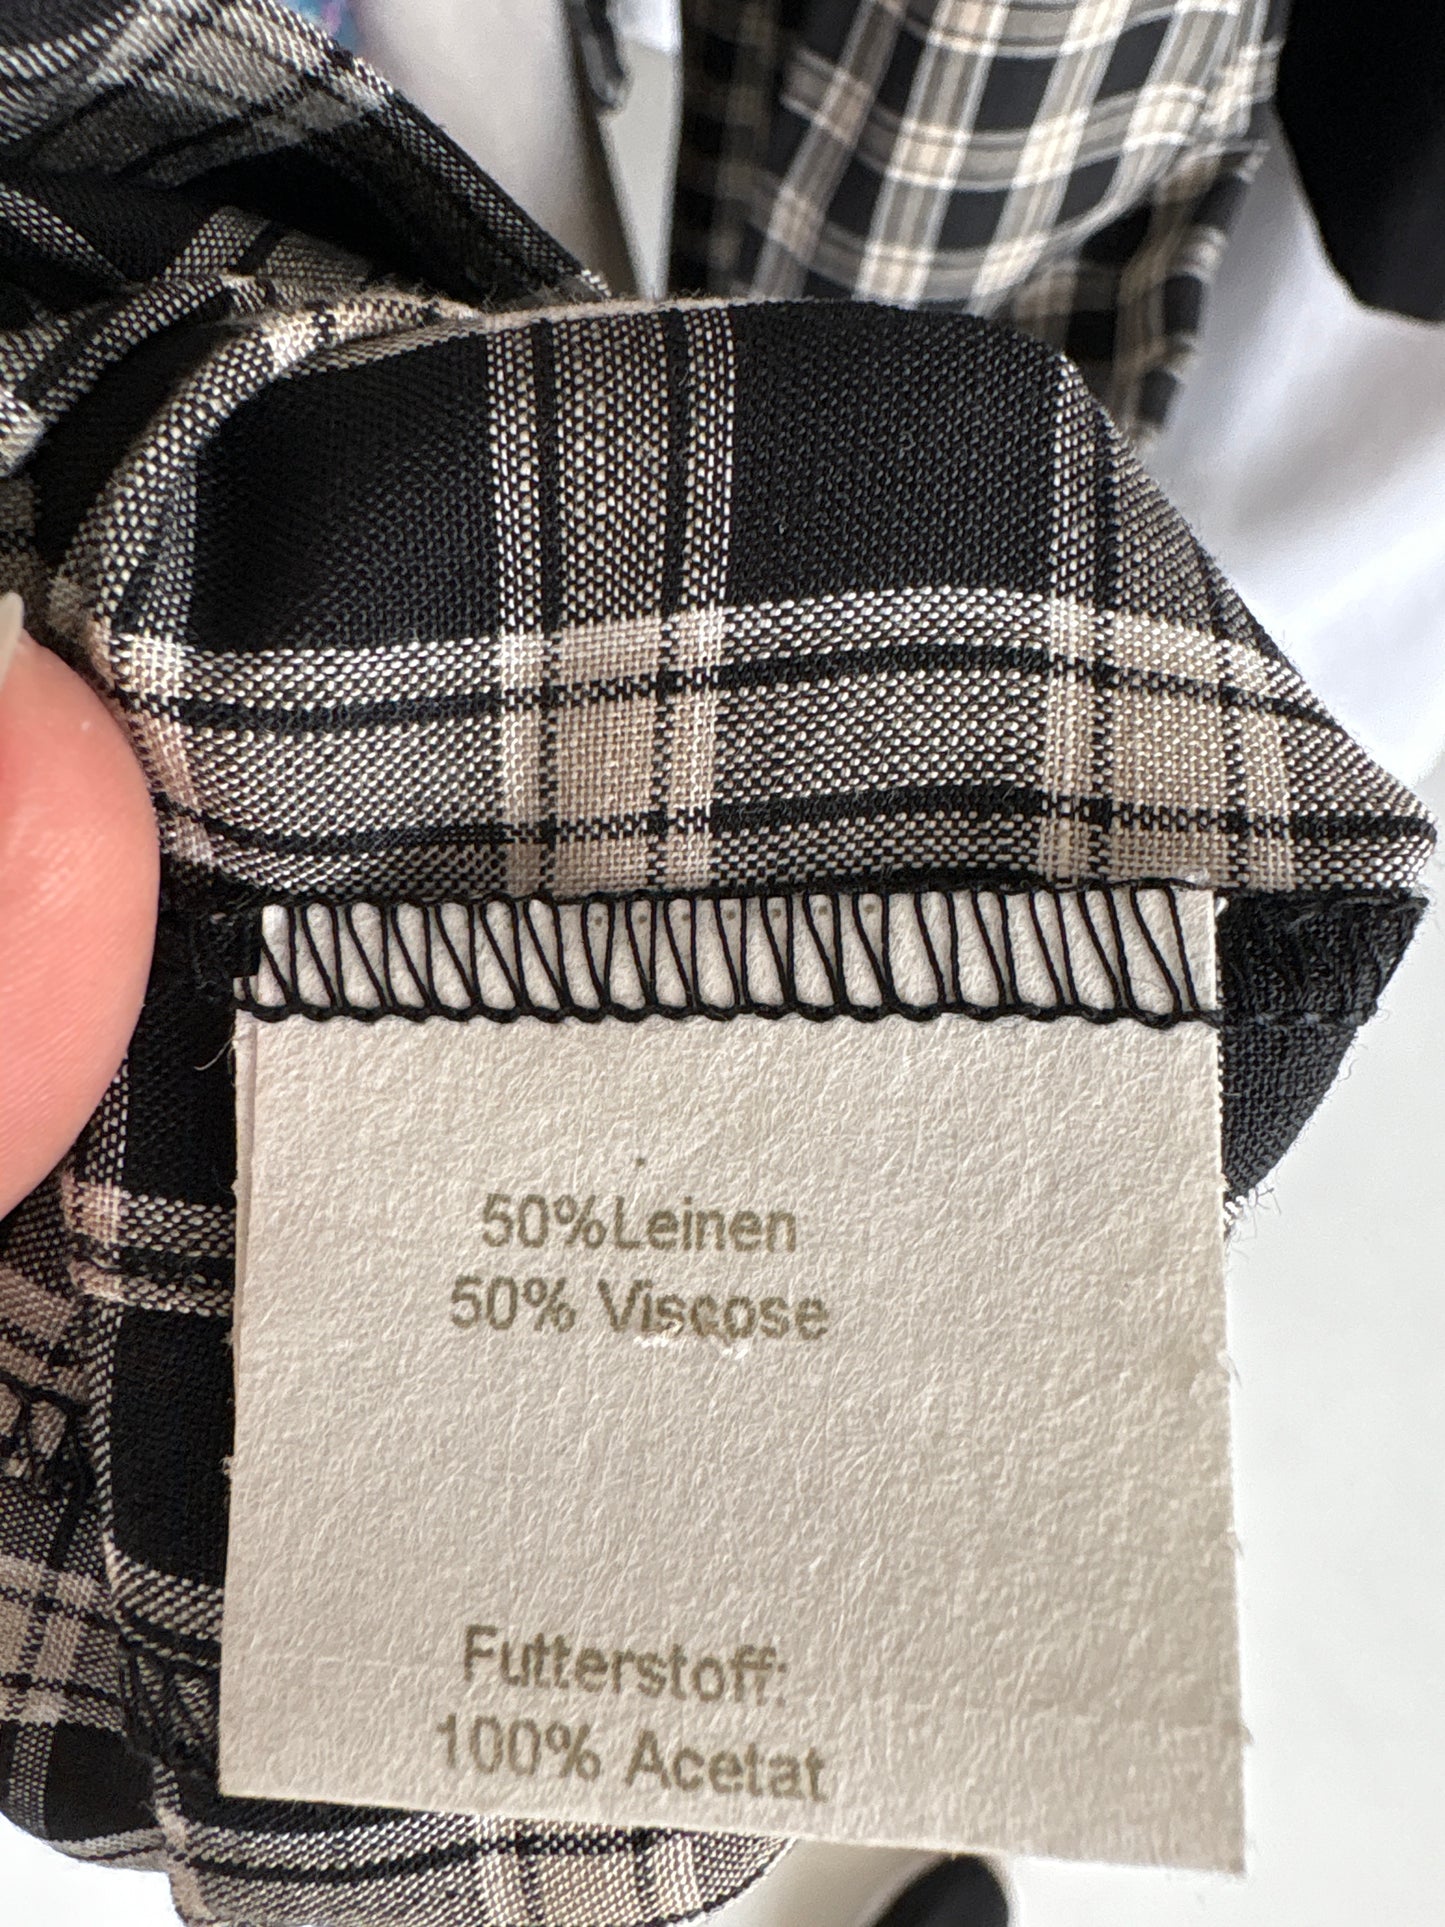 50%Leinen
50% Viscose
Futterstoff:
100% Acetat